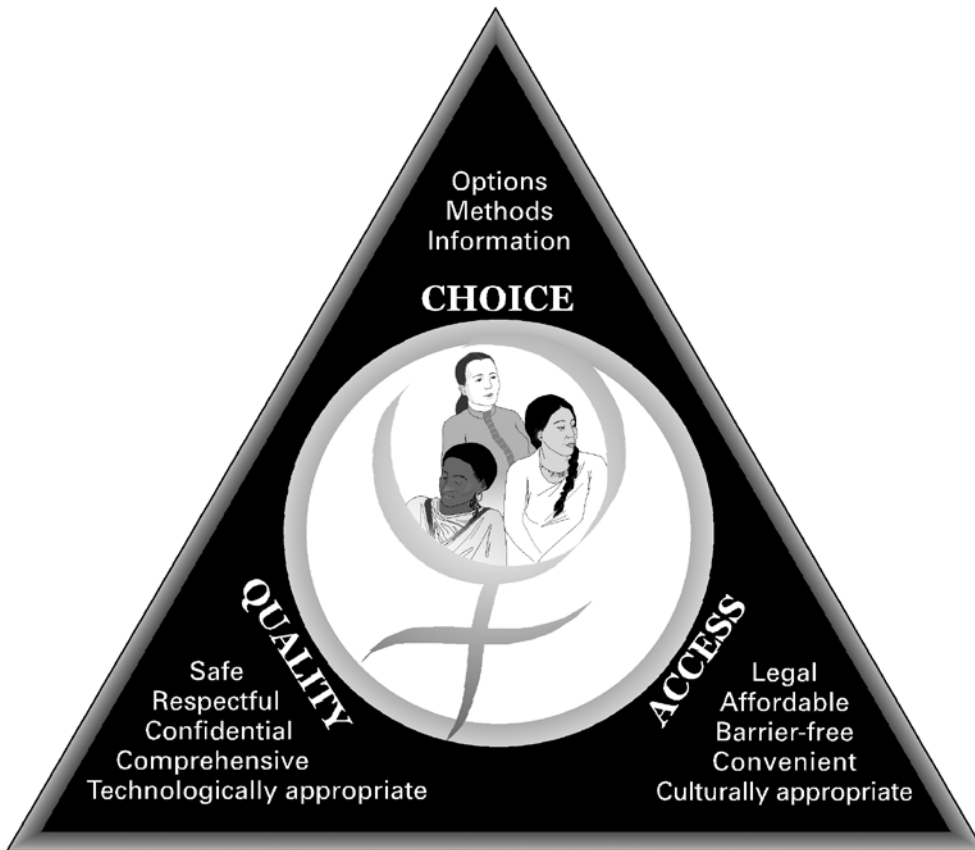 Options
Methods
Information
CHOICE
QUALITY
Safe
Respectful
Confidential
Comprehensive
Technologically appropriate
ACCESS
Legal
Affordable
Barrier-free
Convenient
Culturally appropriate